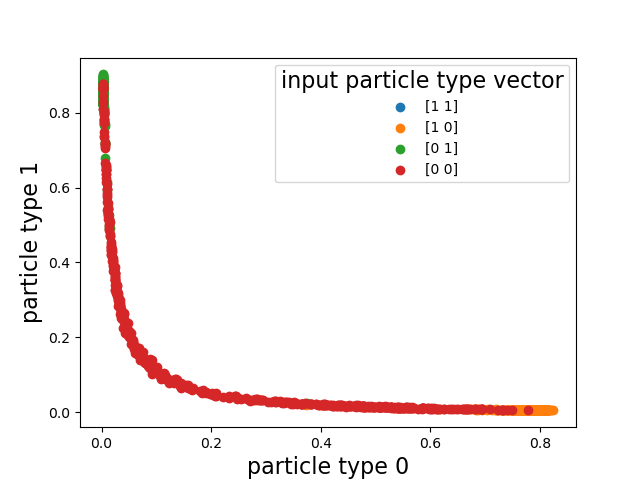 input particle type vector
[1 1]
[1 0]
[0 1]
[0 0]
particle type 1
0.8
0.6
0.4
0.2
0.0
0.0 0.2 0.4 0.6 0.8
particle type 0